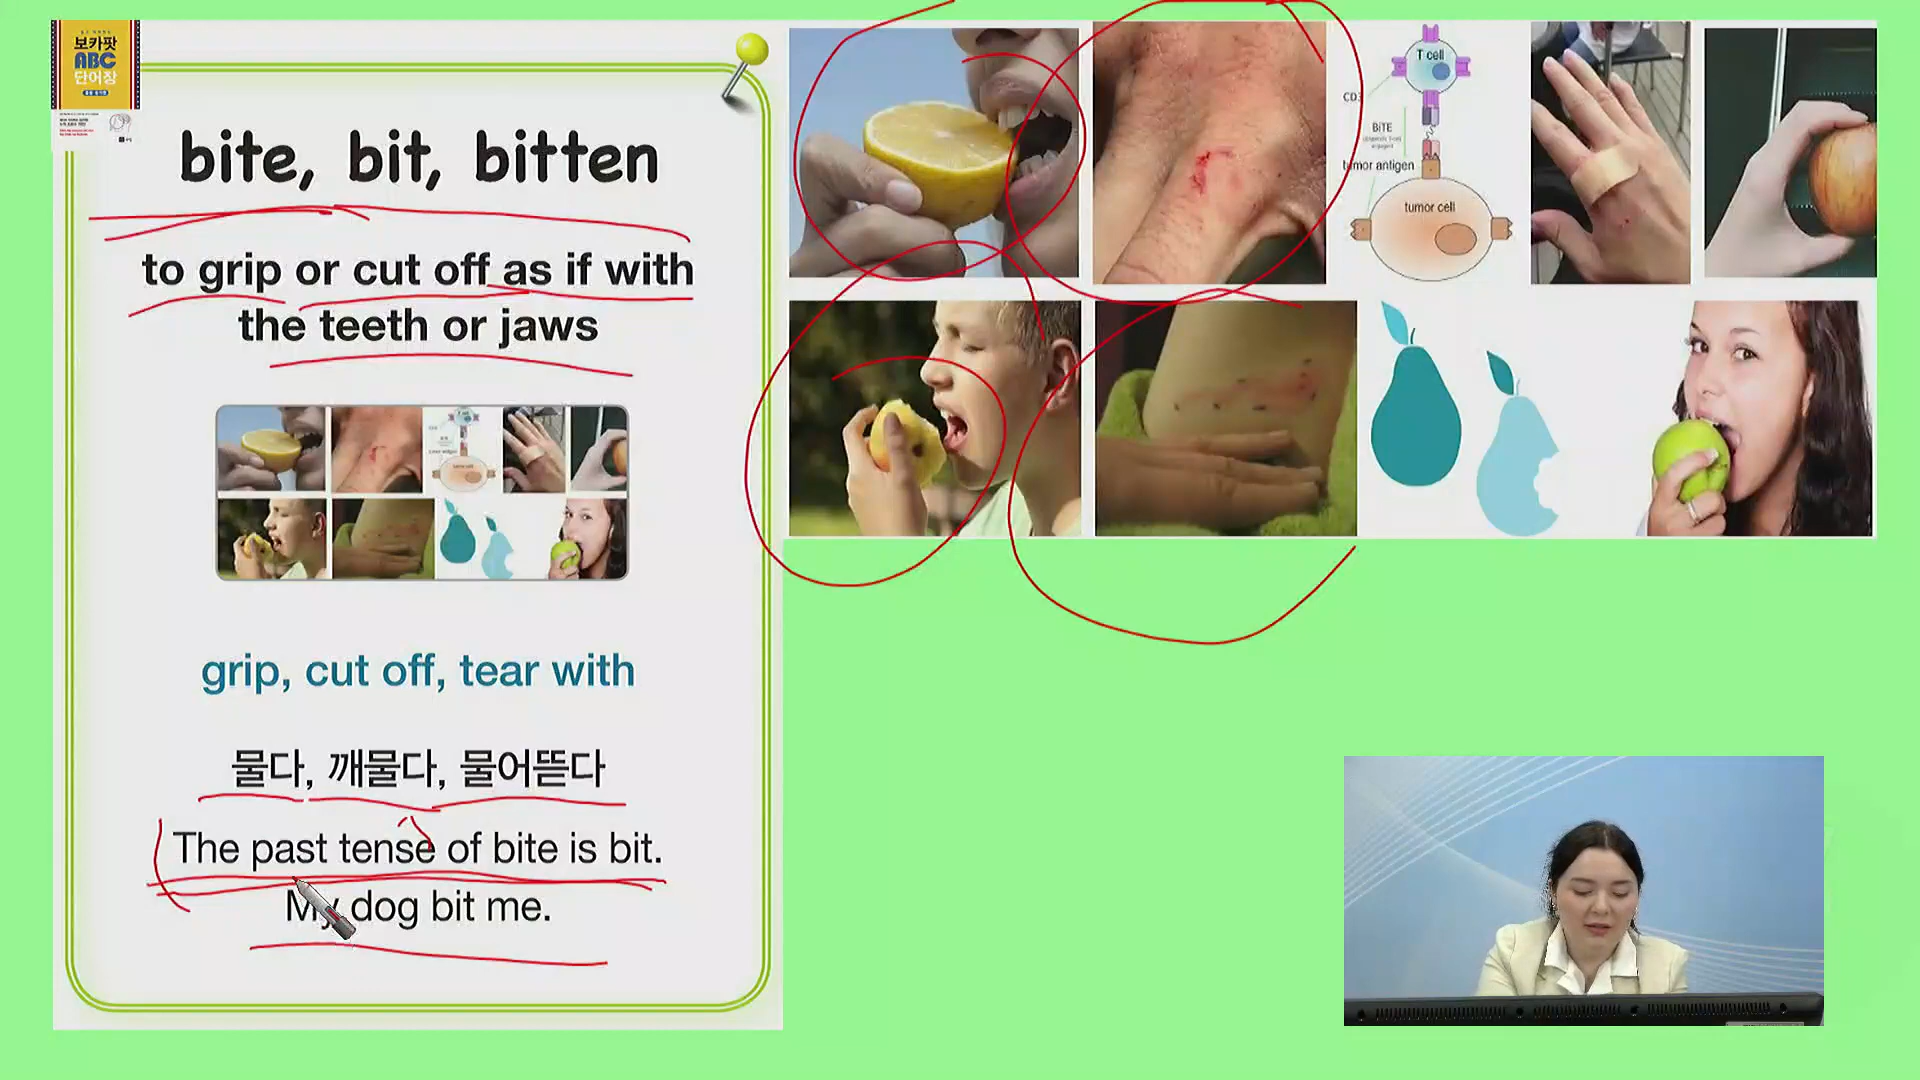 보카팟
ABC
단어장
bite, bit, bitten
to grip or cut off as if with
the teeth or jaws
grip, cut off, tear with
물다, 깨물다, 물어뜯다
The past tense of bite is bit.
My dog bit me.
T cell
CD3
BiTE
tumor antigen
tumor cell